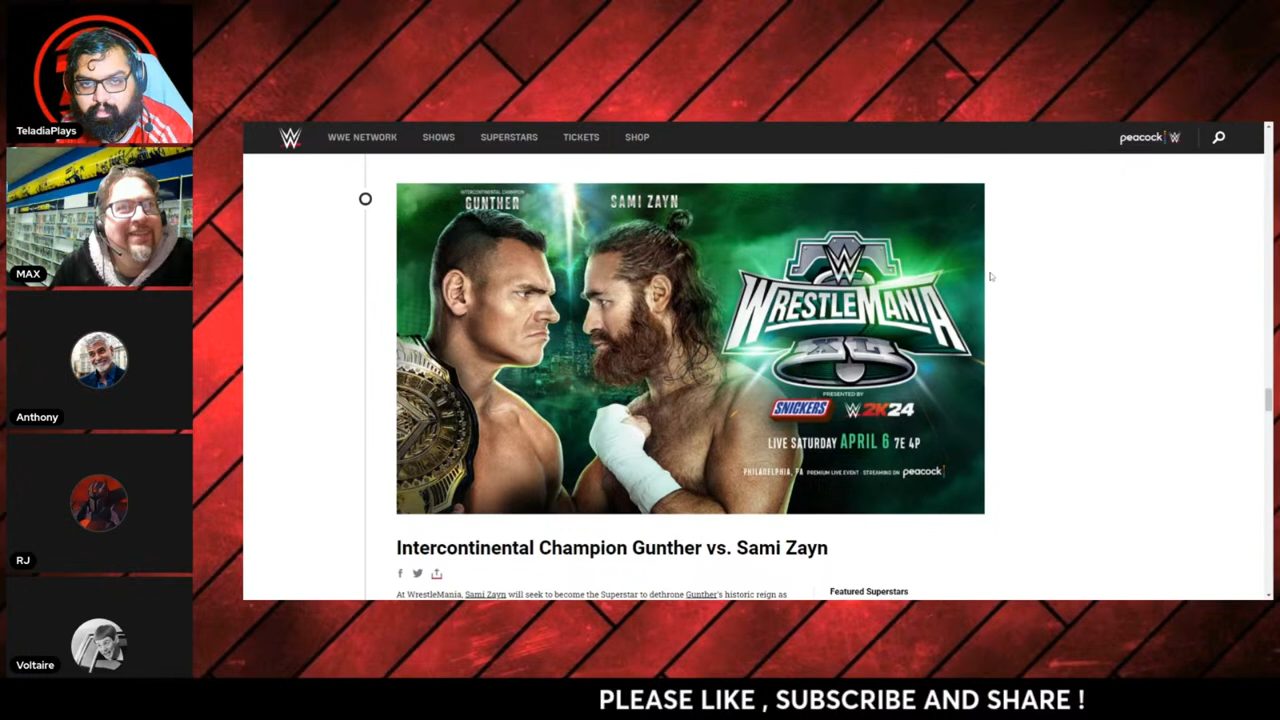 TeladiaPlays
MAX
Anthony
RJ
Voltaire
WWE NETWORK SHOWS SUPERSTARS TICKETS SHOP
peacock W
INTERCONTINENTAL CHAMPION
GUNTHER
SAMI ZAYN
W
WRESTLEMANIA
XL
PRESENTED BY
SNICKERS W 2K24
LIVE SATURDAY APRIL 6 7E 4P
PHILADELPHIA, PA PREMIUM LIVE EVENT STREAMING ON peacock
Intercontinental Champion Gunther vs. Sami Zayn
At WrestleMania, Sami Zayn will seek to become the Superstar to dethrone Gunther's historic reign as
Featured Superstars
PLEASE LIKE , SUBSCRIBE AND SHARE !